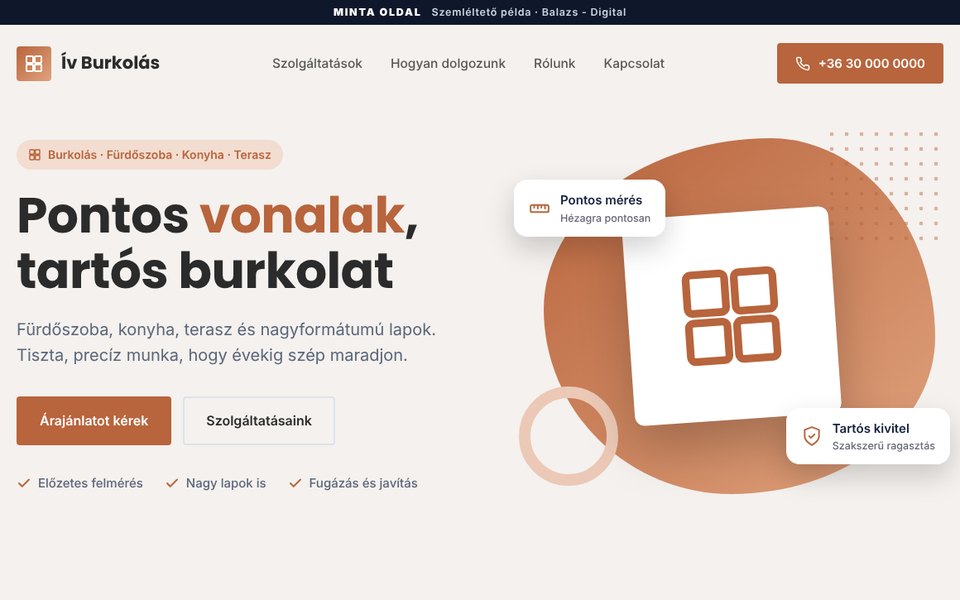 MINTA OLDAL Szemléltető példa · Balazs - Digital
Ív Burkolás
Szolgáltatások
Hogyan dolgozunk
Rólunk
Kapcsolat
+36 30 000 0000
Burkolás · Fürdőszoba · Konyha · Terasz
Pontos vonalak,
tartós burkolat
Fürdőszoba, konyha, terasz és nagyformátumú lapok.
Tiszta, precíz munka, hogy évekig szép maradjon.
Árajánlatot kérek
Szolgáltatásaink
Előzetes felmérés
Nagy lapok is
Fugázás és javítás
Pontos mérés
Hézagra pontosan
Tartós kivitel
Szakszerű ragasztás